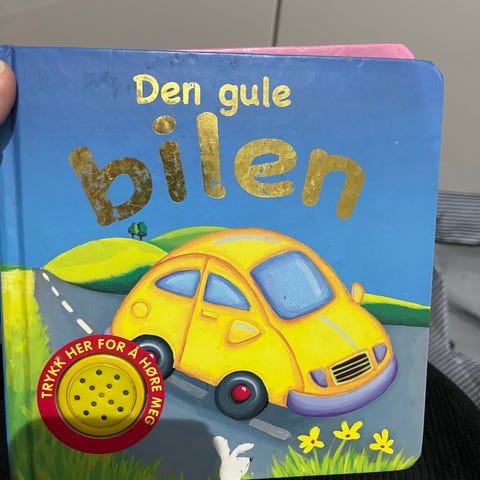 Den gule
bilen
TRYKK HER FOR Å HØRE MEG